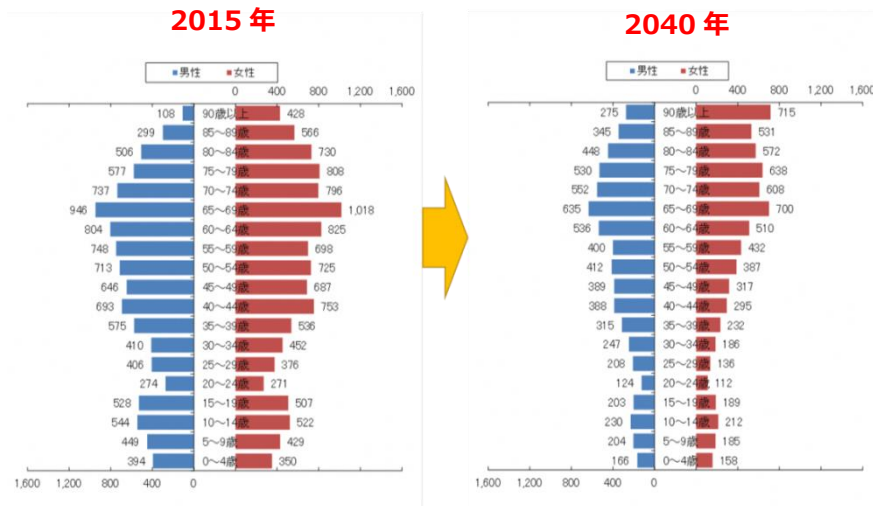 2015 年
2040 年
■男性 ■女性
0 400 800 1,200 1,600
108 90歳以上 428
299 85～89歳 566
506 80～84歳 730
577 75～79歳 808
737 70～74歳 796
946 65～69歳 1,018
804 60～64歳 825
748 55～59歳 698
713 50～54歳 725
646 45～49歳 687
693 40～44歳 753
575 35～39歳 536
410 30～34歳 452
406 25～29歳 376
274 20～24歳 271
528 15～19歳 507
544 10～14歳 522
449 5～9歳 429
394 0～4歳 350
1,600 1,200 800 400 0
■男性 ■女性
0 400 800 1,200 1,600
275 90歳以上 715
345 85～89歳 531
448 80～84歳 572
530 75～79歳 638
552 70～74歳 608
635 65～69歳 700
536 60～64歳 510
400 55～59歳 432
412 50～54歳 387
389 45～49歳 317
388 40～44歳 295
315 35～39歳 232
247 30～34歳 186
208 25～29歳 136
124 20～24歳 112
203 15～19歳 189
230 10～14歳 212
204 5～9歳 185
166 0～4歳 158
1,600 1,200 800 400 0